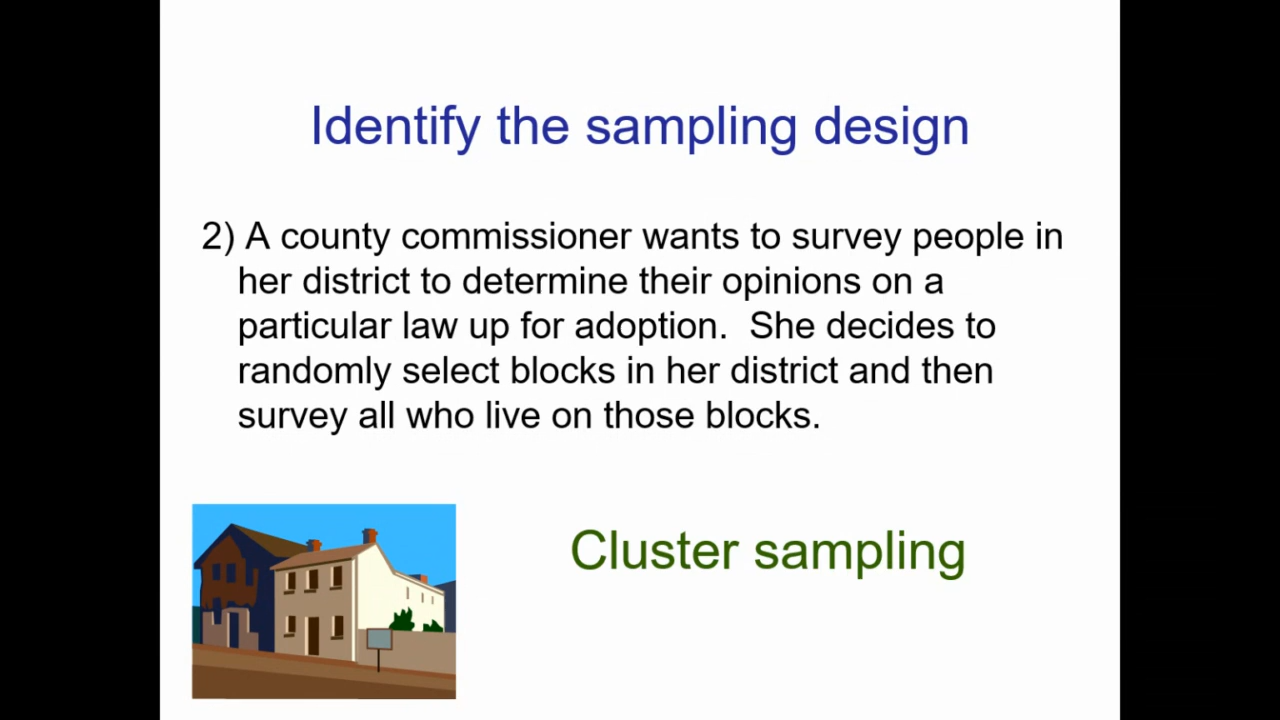 Identify the sampling design
2) A county commissioner wants to survey people in
her district to determine their opinions on a
particular law up for adoption.  She decides to
randomly select blocks in her district and then
survey all who live on those blocks.
Cluster sampling